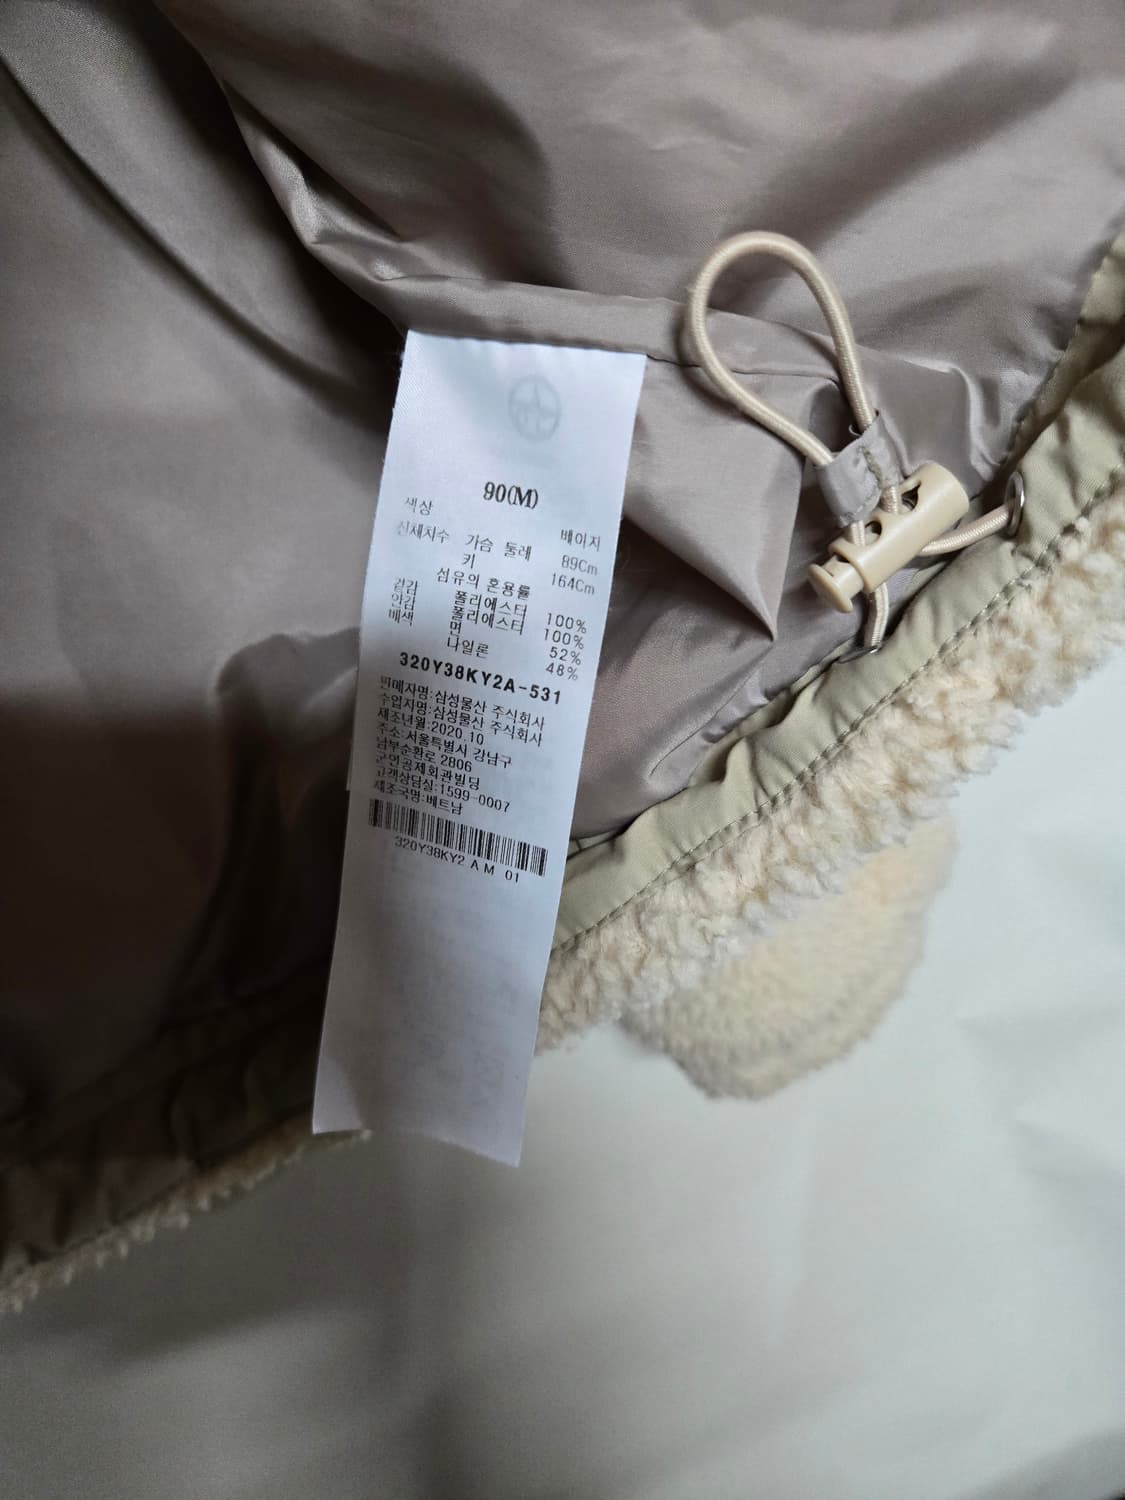 90(M)
색상 베이지
신체치수 가슴 둘레 89Cm
키 164Cm
섬유의 혼용률
겉감 폴리에스터 100%
안감 폴리에스터 100%
배색 면 52%
나일론 48%
320Y38KY2A-531
판매자명:삼성물산 주식회사
수입자명:삼성물산 주식회사
제조년월:2020.10
주소:서울특별시 강남구
남부순환로 2806
군인공제회관빌딩
고객상담실:1599-0007
제조국명:베트남
320Y38KY2 A M 01